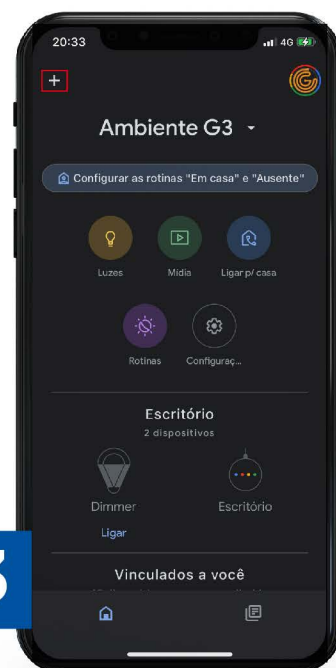 20:33
4G
+
Ambiente G3
Configurar as rotinas "Em casa" e "Ausente"
Luzes
Mídia
Ligar p/ casa
Rotinas
Configuraç...
Escritório
2 dispositivos
Dimmer
Escritório
Ligar
3
Vinculados a você